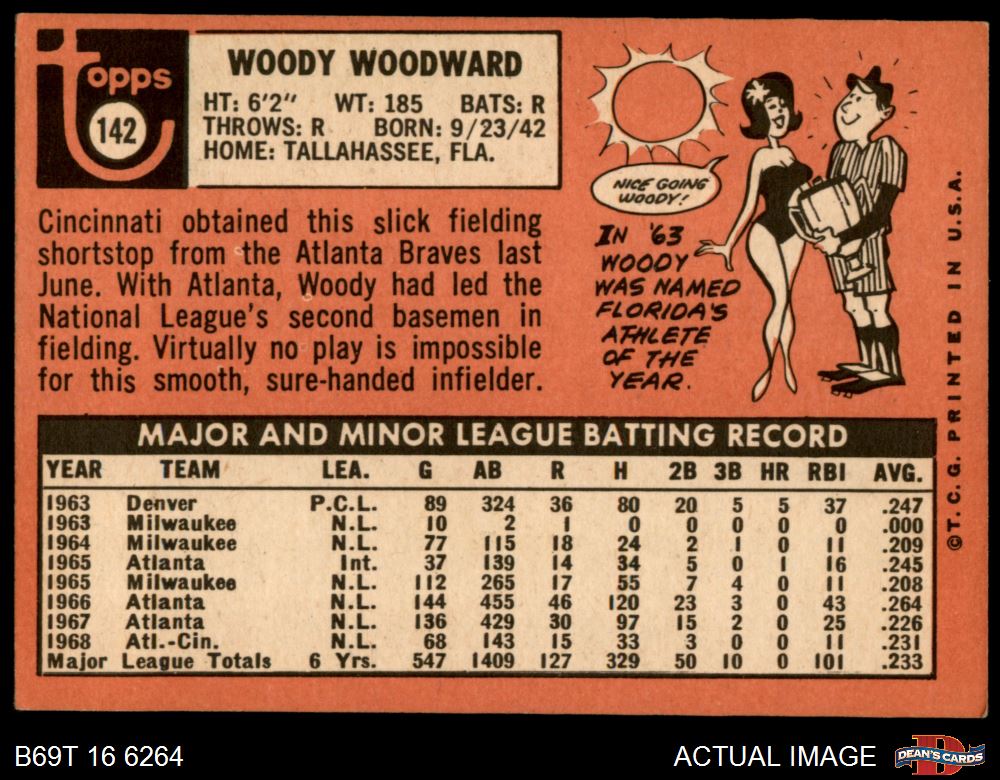 Topps
142
WOODY WOODWARD
HT: 6'2" WT: 185 BATS: R
THROWS: R BORN: 9/23/42
HOME: TALLAHASSEE, FLA.
Cincinnati obtained this slick fielding
shortstop from the Atlanta Braves last
June. With Atlanta, Woody had led the
National League's second basemen in
fielding. Virtually no play is impossible
for this smooth, sure-handed infielder.
NICE GOING
WOODY!
IN '63
WOODY
WAS NAMED
FLORIDA'S
ATHLETE
OF THE
YEAR.
©T. C. G. PRINTED IN U.S.A.
MAJOR AND MINOR LEAGUE BATTING RECORD
YEAR TEAM LEA. G AB R H 2B 3B HR RBI AVG.
1963 Denver P.C.L. 89 324 36 80 20 5 5 37 .247
1963 Milwaukee N.L. 10 2 1 0 0 0 0 0 .000
1964 Milwaukee N.L. 77 115 18 24 2 1 0 11 .209
1965 Atlanta Int. 37 139 14 34 5 0 1 16 .245
1965 Milwaukee N.L. 112 265 17 55 7 4 0 11 .208
1966 Atlanta N.L. 144 455 46 120 23 3 0 43 .264
1967 Atlanta N.L. 136 429 30 97 15 2 0 25 .226
1968 Atl.-Cin. N.L. 68 143 15 33 3 0 0 11 .231
Major League Totals 6 Yrs. 547 1409 127 329 50 10 0 101 .233
B69T 16 6264
ACTUAL IMAGE
DEAN'S CARDS